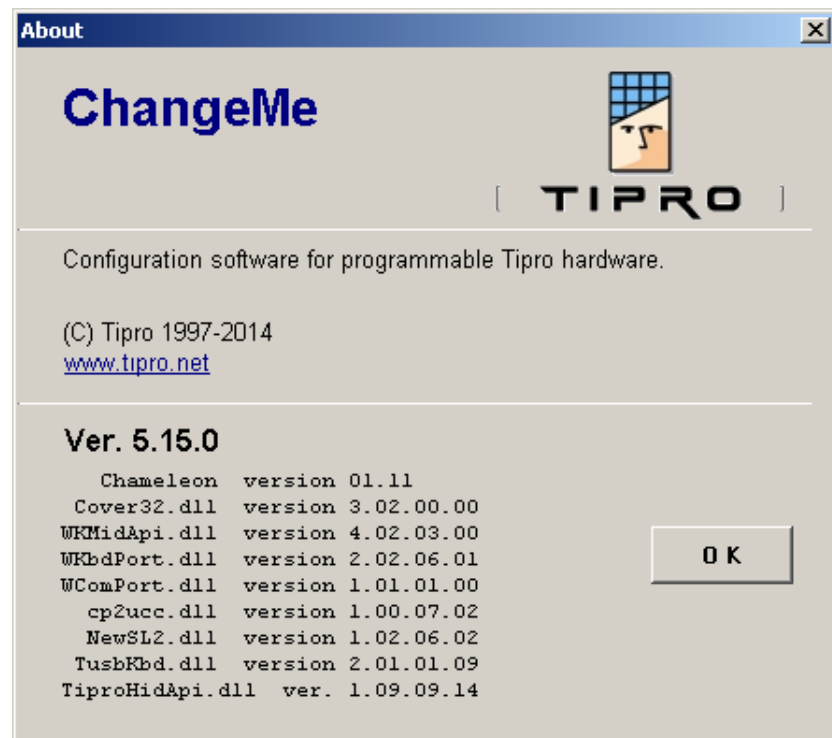 About
ChangeMe
[ TIPRO ]
Configuration software for programmable Tipro hardware.
(C) Tipro 1997-2014
www.tipro.net
Ver. 5.15.0
Chameleon version 01.11
Cover32.dll version 3.02.00.00
WKMidApi.dll version 4.02.03.00
WKbdPort.dll version 2.02.06.01
WComPort.dll version 1.01.01.00
cp2ucc.dll version 1.00.07.02
NewSL2.dll version 1.02.06.02
TusbKbd.dll version 2.01.01.09
TiproHidApi.dll ver. 1.09.09.14
OK